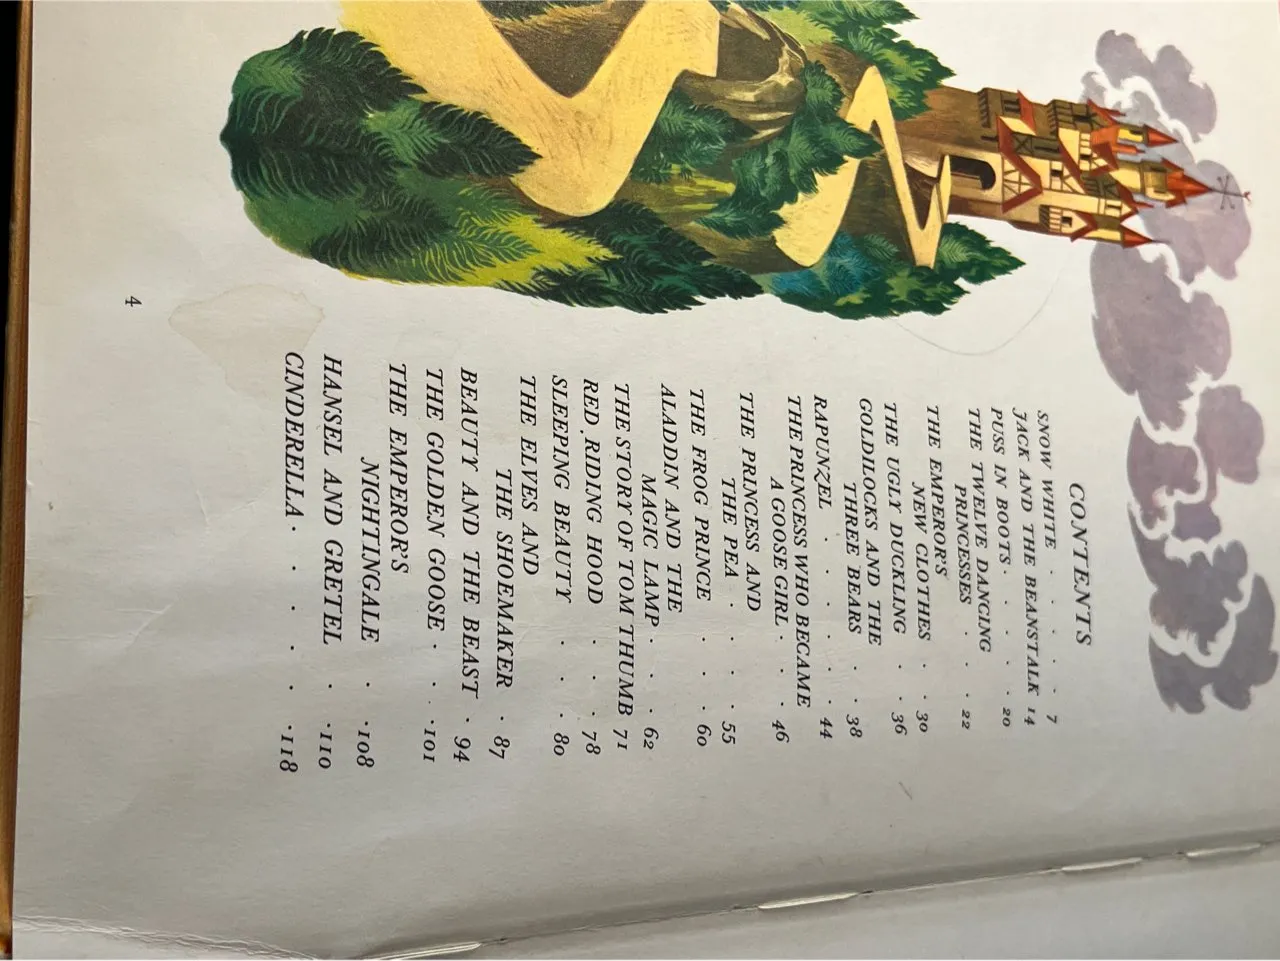 CONTENTS
SNOW WHITE . . . . 7
JACK AND THE BEANSTALK 14
PUSS IN BOOTS . . . . 20
THE TWELVE DANCING
PRINCESSES . . . 22
THE EMPEROR'S
NEW CLOTHES . . 30
THE UGLY DUCKLING . . 36
GOLDILOCKS AND THE
THREE BEARS . . 38
RAPUNZEL . . . . . 44
THE PRINCESS WHO BECAME
A GOOSE GIRL . . . 46
THE PRINCESS AND
THE PEA . . . . 55
THE FROG PRINCE . . . 60
ALADDIN AND THE
MAGIC LAMP . . . 62
THE STORY OF TOM THUMB 71
RED RIDING HOOD . . . 78
SLEEPING BEAUTY . . . 80
THE ELVES AND
THE SHOEMAKER . 87
BEAUTY AND THE BEAST . 94
THE GOLDEN GOOSE . . . 101
THE EMPEROR'S
NIGHTINGALE . . 108
HANSEL AND GRETEL . . 110
CINDERELLA . . . . . . 118
4